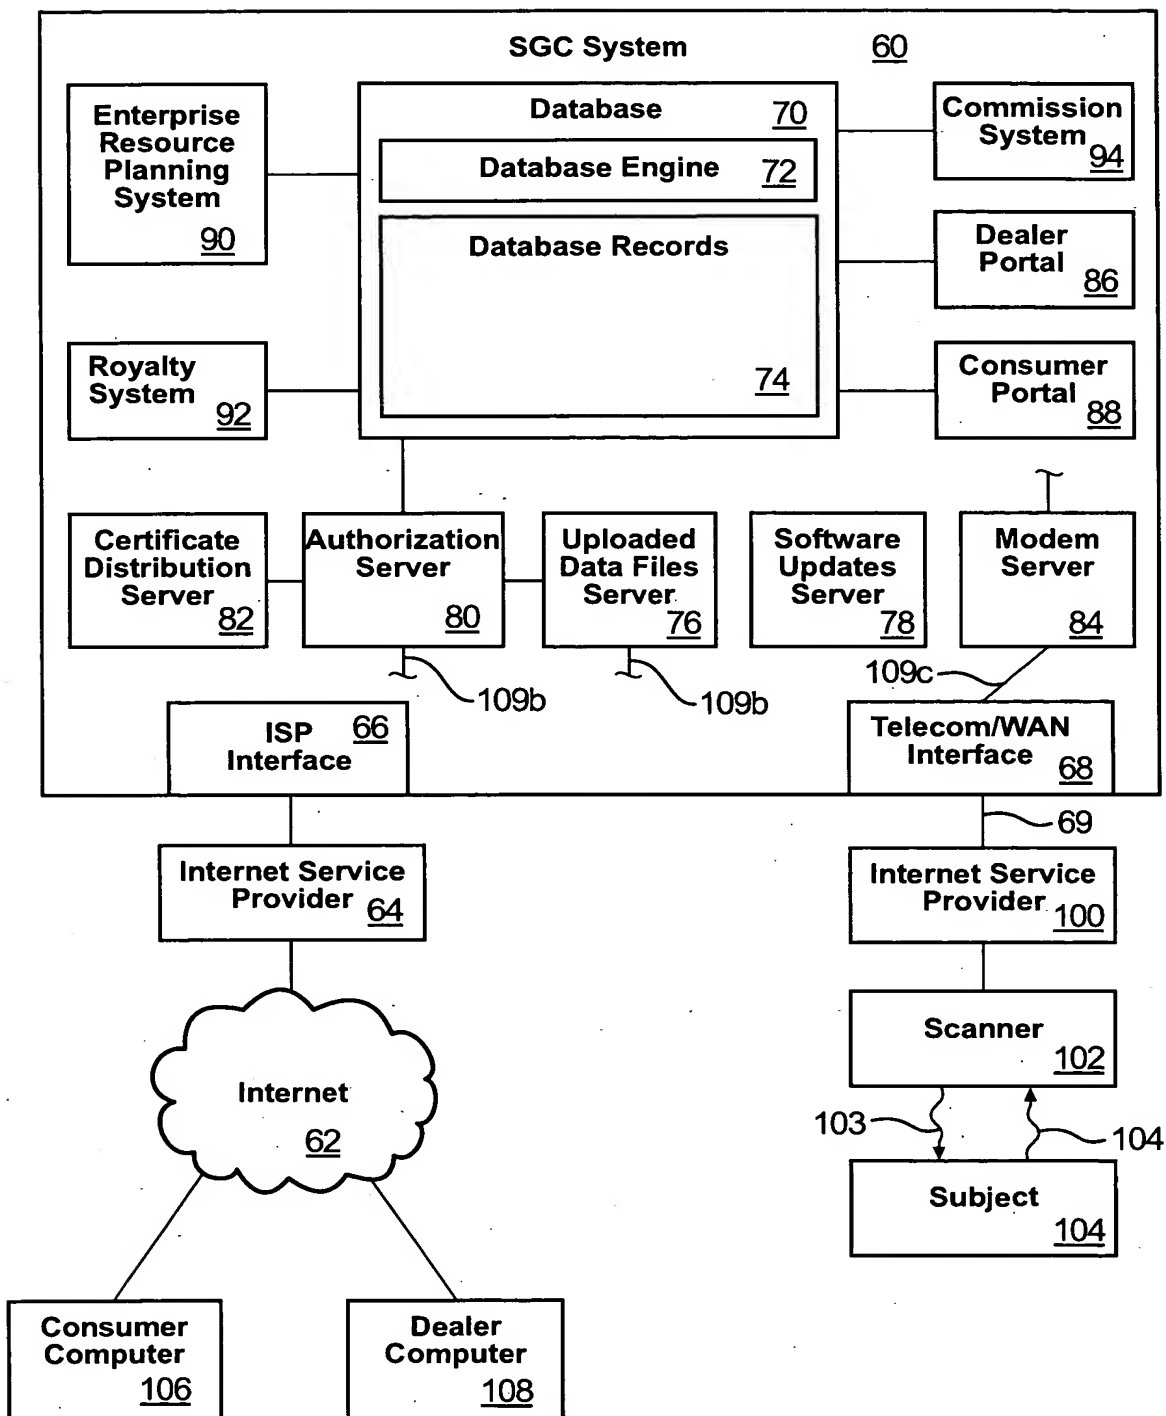 SGC System 60
Enterprise
Resource
Planning
System
90
Database 70
Database Engine 72
Database Records
74
Commission
System
94
Dealer
Portal
86
Royalty
System
92
Consumer
Portal
88
Certificate
Distribution
Server
82
Authorization
Server
80
Uploaded
Data Files
Server
76
Software
Updates
Server
78
Modem
Server
84
109b
109b
109c
ISP 66
Interface
Telecom/WAN
Interface 68
69
Internet Service
Provider 64
Internet Service
Provider 100
Internet
62
Scanner
102
103
104
Subject
104
Consumer
Computer
106
Dealer
Computer
108